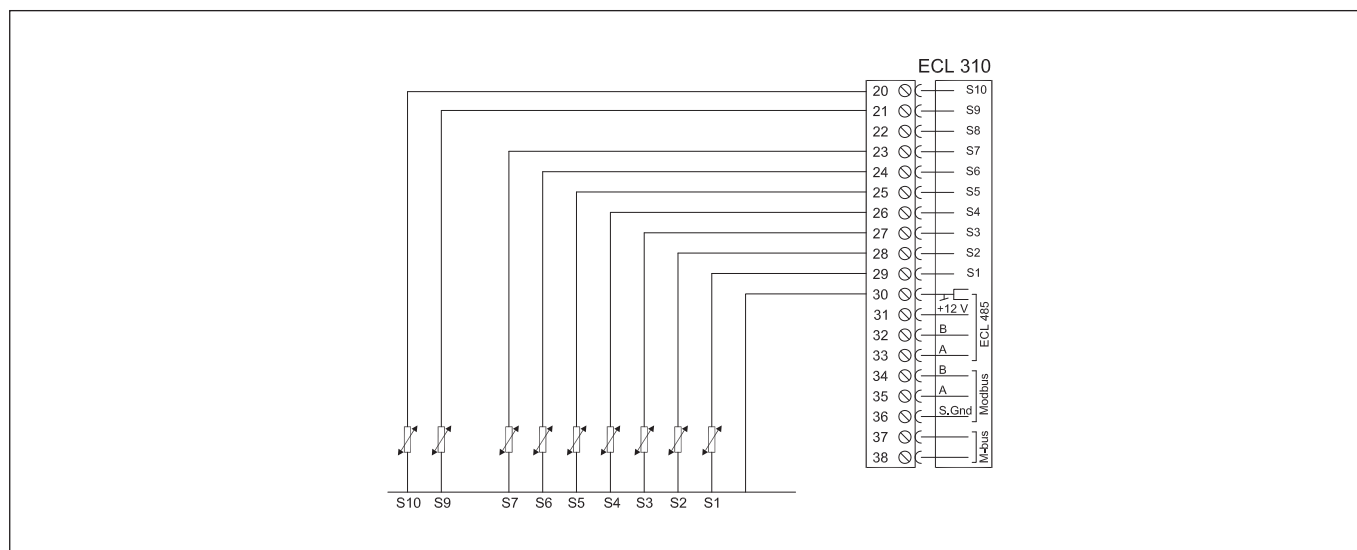 ECL 310
20 S10
21 S9
22 S8
23 S7
24 S6
25 S5
26 S4
27 S3
28 S2
29 S1
30
31 +12 V
32 B
33 A
ECL 485
34 B
35 A
36 S.Gnd
Modbus
37
38
M-bus
S10 S9 S7 S6 S5 S4 S3 S2 S1